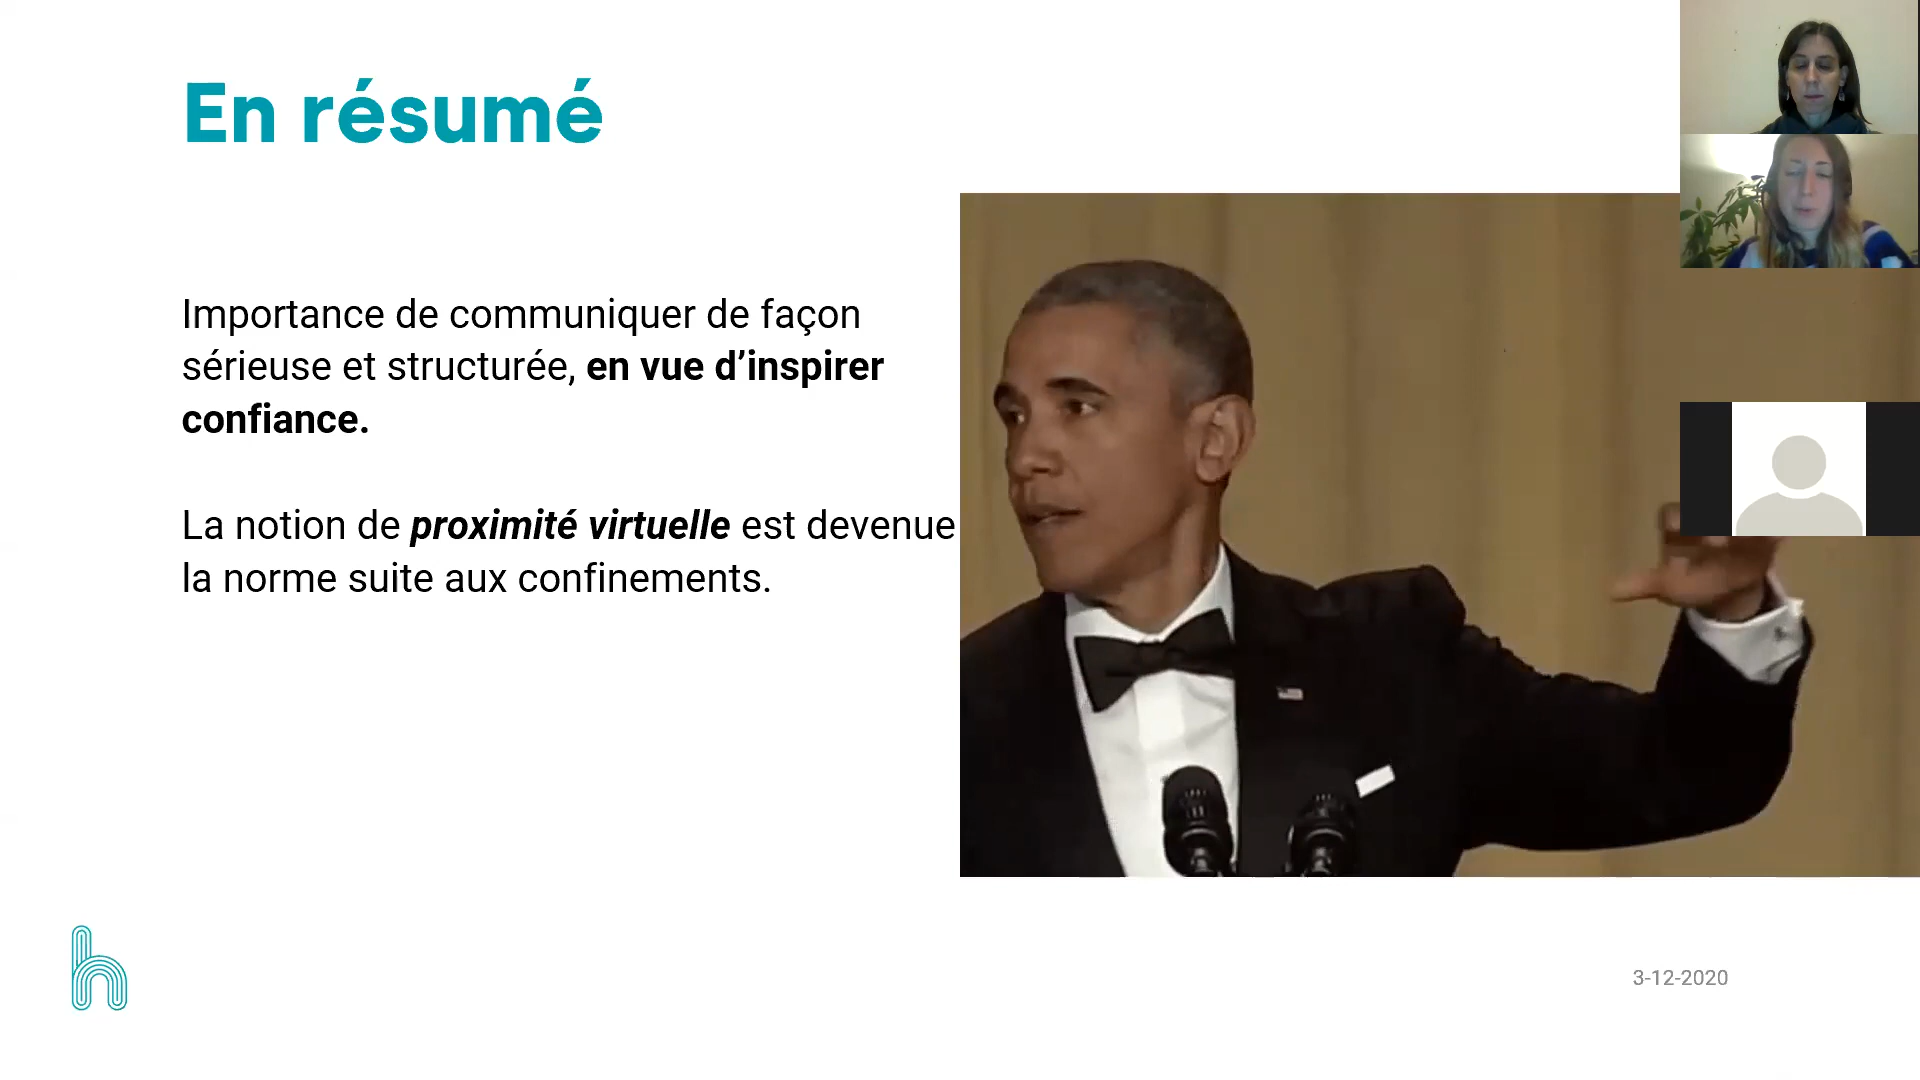 En résumé
Importance de communiquer de façon
sérieuse et structurée, en vue d’inspirer
confiance.
La notion de proximité virtuelle est devenue
la norme suite aux confinements.
h
3-12-2020